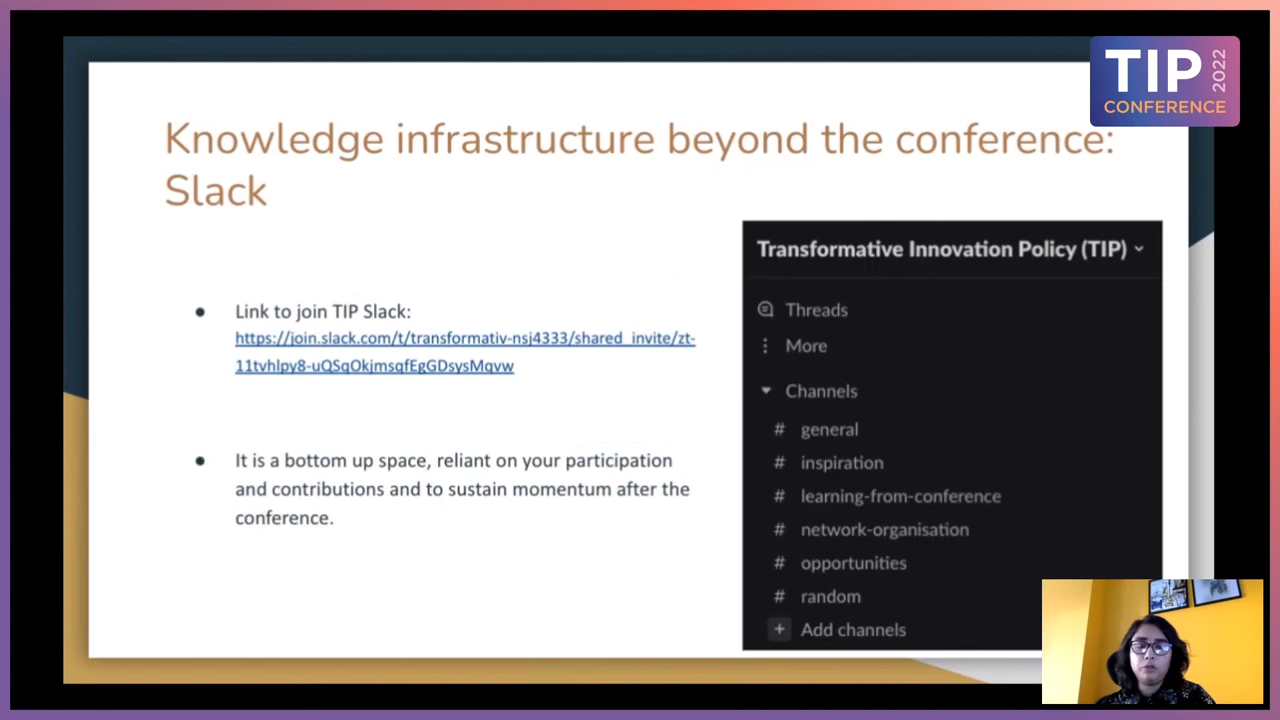 TIP 2022
CONFERENCE
Knowledge infrastructure beyond the conference:
Slack
● Link to join TIP Slack:
https://join.slack.com/t/transformativ-nsj4333/shared_invite/zt-
11tvhlpy8-uQSqOkjmsqfEgGDsysMqvw
● It is a bottom up space, reliant on your participation
and contributions and to sustain momentum after the
conference.
Transformative Innovation Policy (TIP)
Threads
More
Channels
# general
# inspiration
# learning-from-conference
# network-organisation
# opportunities
# random
+ Add channels